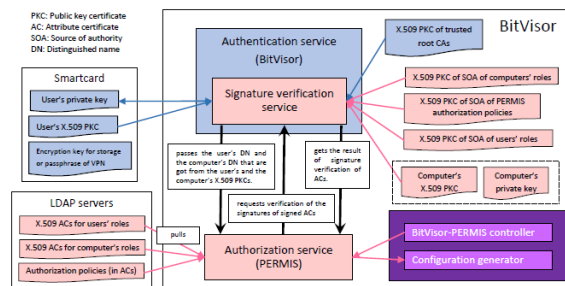 PKC: Public key certificate
AC: Attribute certificate
SOA: Source of authority
DN: Distinguished name
BitVisor
Authentication service
(BitVisor)
Signature verification
service
X.509 PKC of trusted
root CAs
X.509 PKC of SOA of computers' roles
X.509 PKC of SOA of PERMIS
authorization policies
X.509 PKC of SOA of users' roles
Computer's
X.509 PKC
Computer's
private key
Smartcard
User's private key
User's X.509 PKC
Encryption key for storage
or passphrase of VPN
passes the user's DN and
the computer's DN that are
got from the user's and the
computer's X.509 PKCs.
gets the result of
signature
verification of
ACs.
requests verification of the
signatures of signed ACs
LDAP servers
X.509 ACs for users' roles
X.509 ACs for computer's roles
Authorization policies (in ACs)
pulls
Authorization service
(PERMIS)
BitVisor-PERMIS controller
Configuration generator